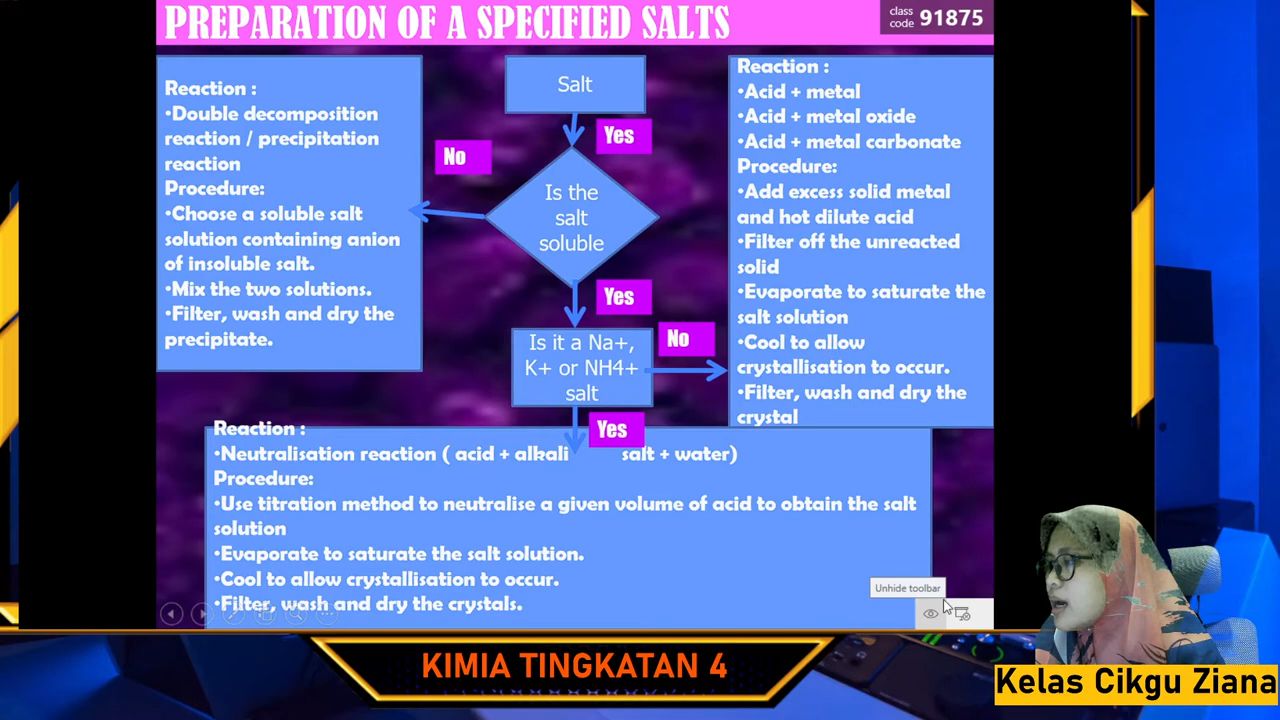 PREPARATION OF A SPECIFIED SALTS
class
code 91875
Reaction :
•Double decomposition
reaction / precipitation
reaction
Procedure:
•Choose a soluble salt
solution containing anion
of insoluble salt.
•Mix the two solutions.
•Filter, wash and dry the
precipitate.
Salt
Yes
No
Is the
salt
soluble
Yes
Is it a Na+,
K+ or NH4+
salt
No
Yes
Reaction :
•Acid + metal
•Acid + metal oxide
•Acid + metal carbonate
Procedure:
•Add excess solid metal
and hot dilute acid
•Filter off the unreacted
solid
•Evaporate to saturate the
salt solution
•Cool to allow
crystallisation to occur.
•Filter, wash and dry the
crystal
Reaction :
•Neutralisation reaction ( acid + alkali salt + water)
Procedure:
•Use titration method to neutralise a given volume of acid to obtain the salt
solution
•Evaporate to saturate the salt solution.
•Cool to allow crystallisation to occur.
•Filter, wash and dry the crystals.
Unhide toolbar
KIMIA TINGKATAN 4
Kelas Cikgu Ziana